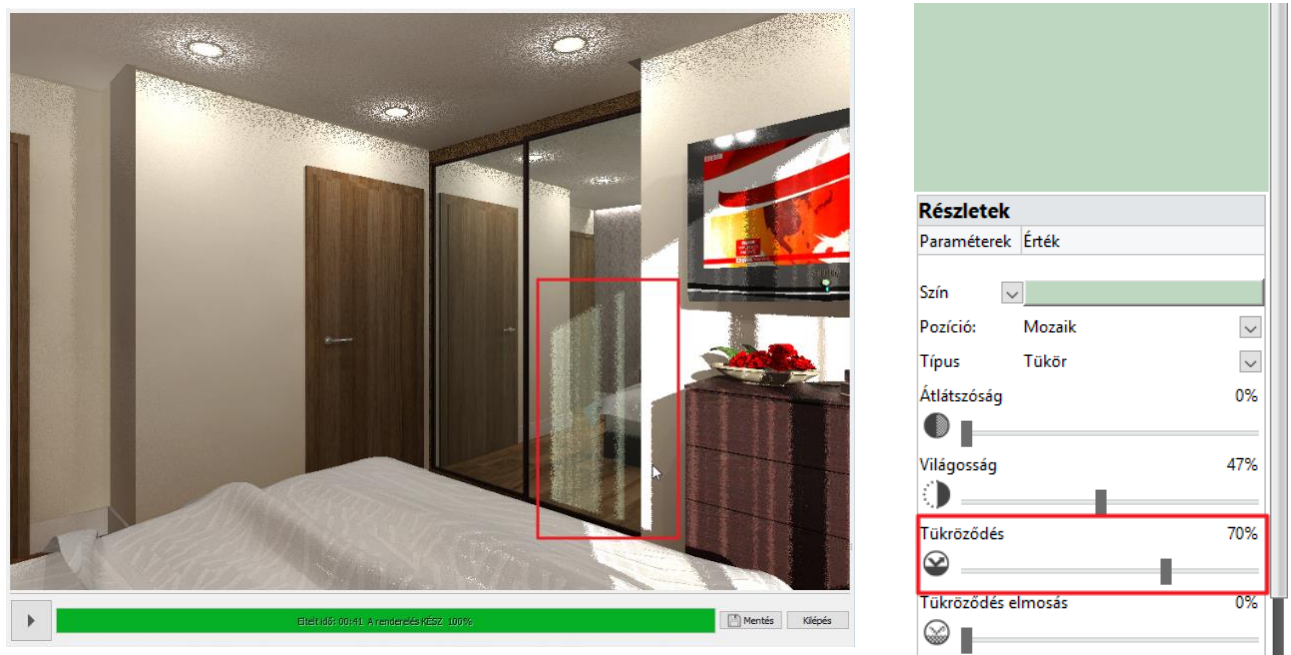 Eltelt idő: 00:41 A renderelés KÉSZ 100%
Mentés
Kilépés
Részletek
Paraméterek Érték
Szín
Pozíció: Mozaik
Típus Tükör
Átlátszóság 0%
Világosság 47%
Tükröződés 70%
Tükröződés elmosás 0%